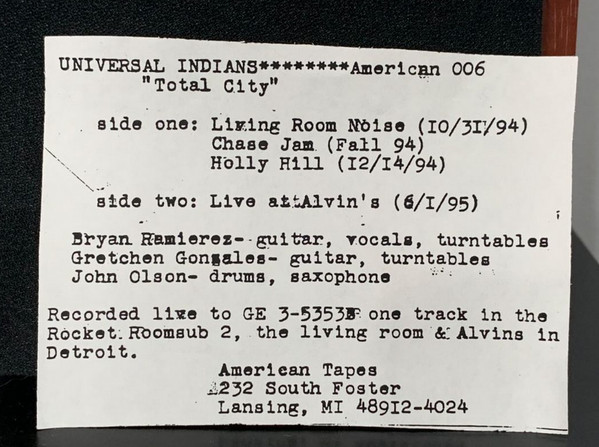 UNIVERSAL INDIANS********American 006
"Total City"
side one: Living Room Noise (10/31/94)
Chase Jam (Fall 94)
Holly Hill (12/14/94)
side two: Live at Alvin's (6/1/95)
Bryan Ramierez- guitar, vocals, turntables
Gretchen Gonzales- guitar, turntables
John Olson- drums, saxophone
Recorded live to GE 3-5353 one track in the
Rocket Roomsub 2, the living room & Alvins in
Detroit.
American Tapes
232 South Foster
Lansing, MI 48912-4024